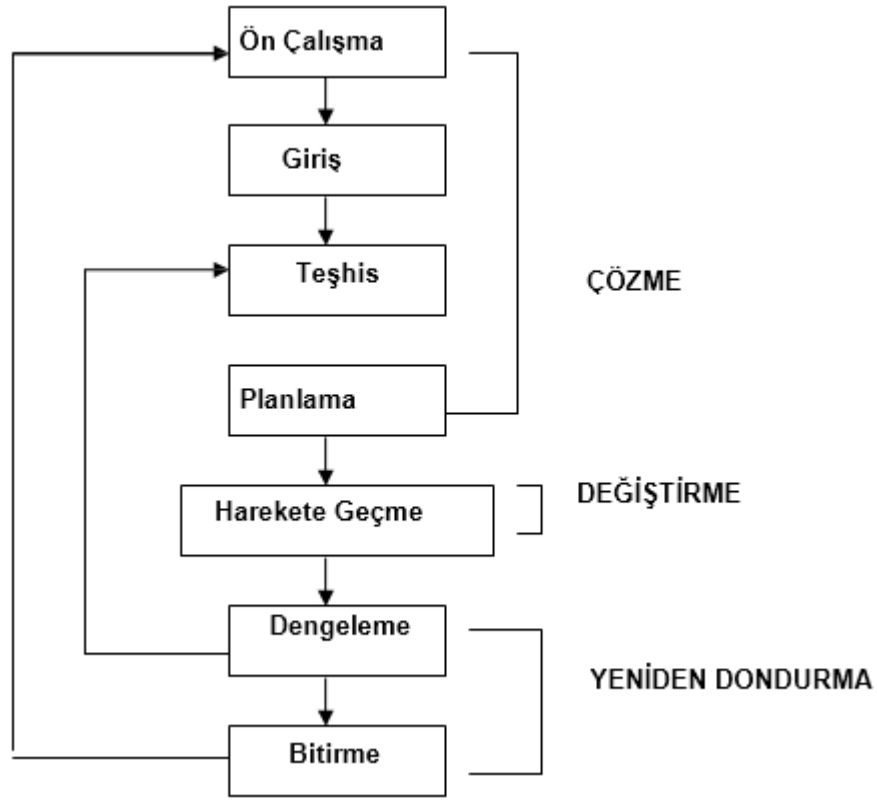 Ön Çalışma
Giriş
Teşhis
ÇÖZME
Planlama
DEĞİŞTİRME
Harekete Geçme
Dengeleme
YENİDEN DONDURMA
Bitirme